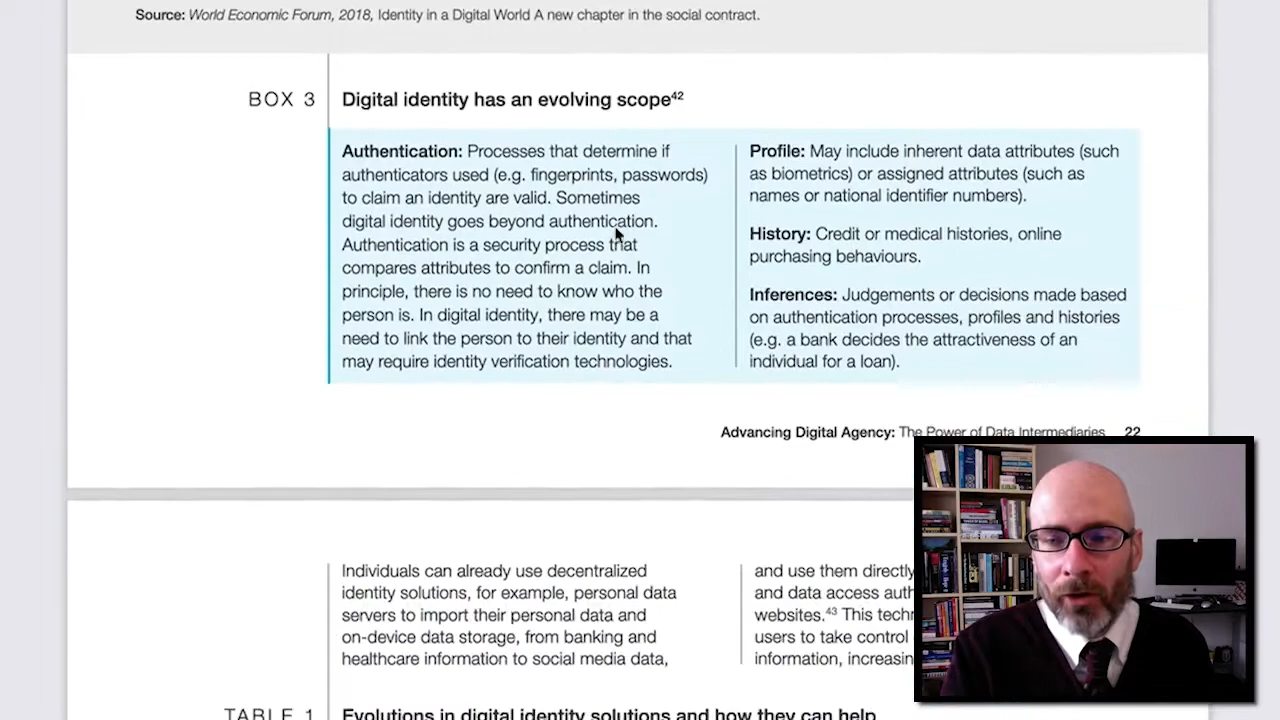 Source: World Economic Forum, 2018, Identity in a Digital World A new chapter in the social contract.
BOX 3
Digital identity has an evolving scope⁴²
Authentication: Processes that determine if
authenticators used (e.g. fingerprints, passwords)
to claim an identity are valid. Sometimes
digital identity goes beyond authentication.
Authentication is a security process that
compares attributes to confirm a claim. In
principle, there is no need to know who the
person is. In digital identity, there may be a
need to link the person to their identity and that
may require identity verification technologies.
Profile: May include inherent data attributes (such
as biometrics) or assigned attributes (such as
names or national identifier numbers).
History: Credit or medical histories, online
purchasing behaviours.
Inferences: Judgements or decisions made based
on authentication processes, profiles and histories
(e.g. a bank decides the attractiveness of an
individual for a loan).
Advancing Digital Agency: The Power of Data Intermediaries 22
Individuals can already use decentralized
identity solutions, for example, personal data
servers to import their personal data and
on-device data storage, from banking and
healthcare information to social media data,
and use them directly
and data access auth
websites.⁴³ This techn
users to take control
information, increasin
TABLE 1
Evolutions in digital identity solutions and how they can help